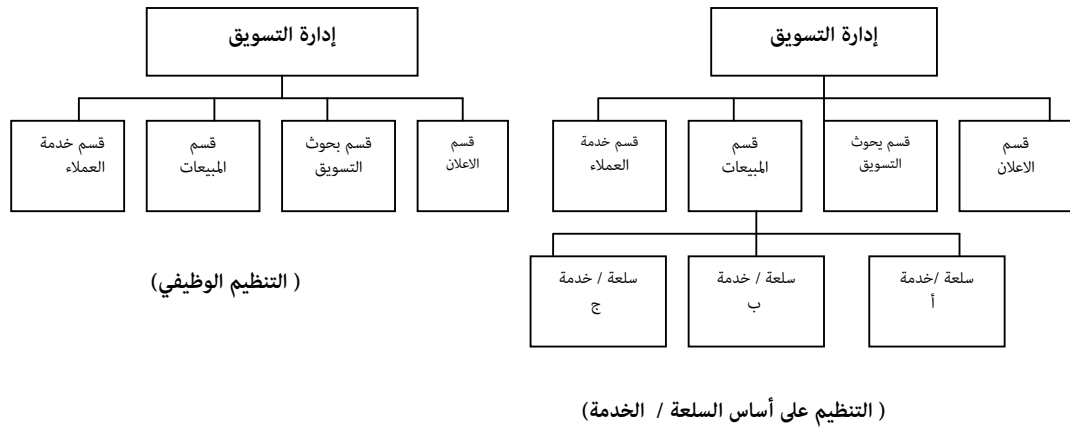 إدارة التسويق
قسم
الاعلان
قسم يحوث
التسويق
قسم
المبيعات
قسم خدمة
العملاء
سلعة /خدمة
أ
سلعة / خدمة
ب
سلعة / خدمة
ج
( التنظيم على أساس السلعة / الخدمة)
إدارة التسويق
قسم
الاعلان
قسم بحوث
التسويق
قسم
المبيعات
قسم خدمة
العملاء
( التنظيم الوظيفي)